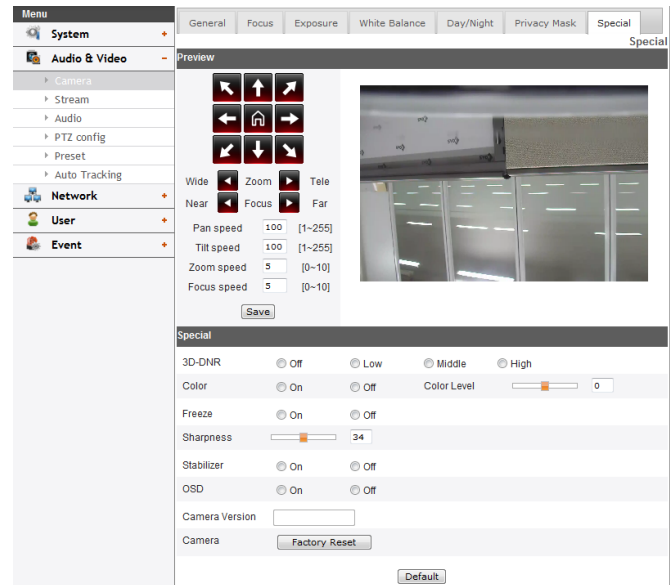 Menu
System +
Audio & Video –
Camera
Stream
Audio
PTZ config
Preset
Auto Tracking
Network +
User +
Event +
General Focus Exposure White Balance Day/Night Privacy Mask Special
Special
Preview
Wide Zoom Tele
Near Focus Far
Pan speed 100 [1~255]
Tilt speed 100 [1~255]
Zoom speed 5 [0~10]
Focus speed 5 [0~10]
Save
Special
3D-DNR Off Low Middle High
Color On Off Color Level 0
Freeze On Off
Sharpness 34
Stabilizer On Off
OSD On Off
Camera Version
Camera Factory Reset
Default